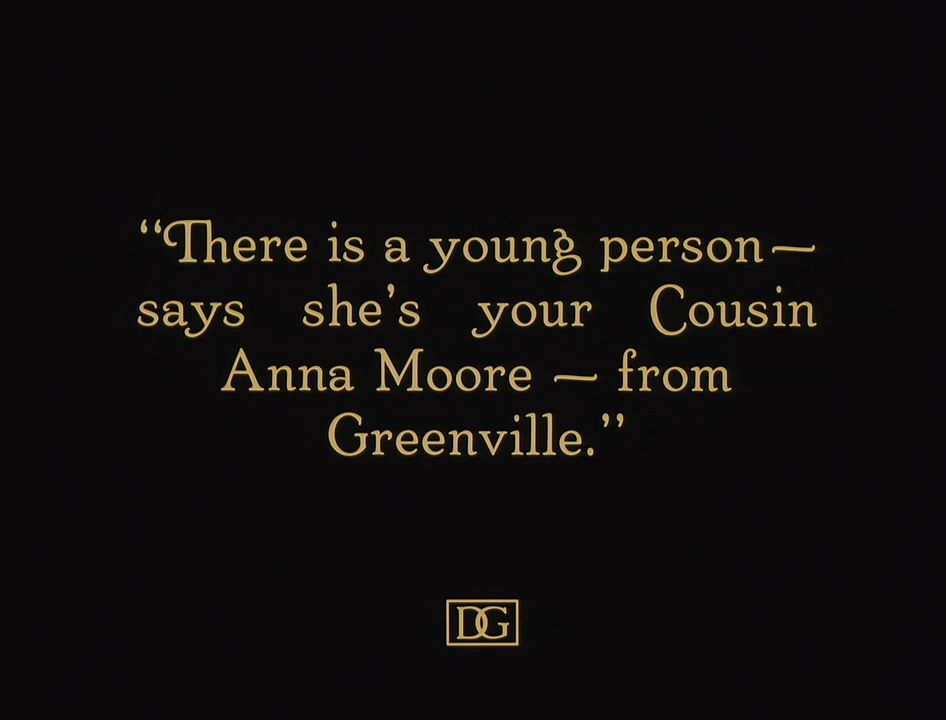 “There is a young person—
says she’s your Cousin
Anna Moore — from
Greenville.”
DG